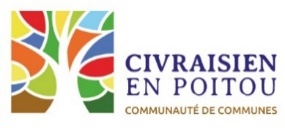 CIVRAISIEN
EN POITOU
COMMUNAUTÉ DE COMMUNES